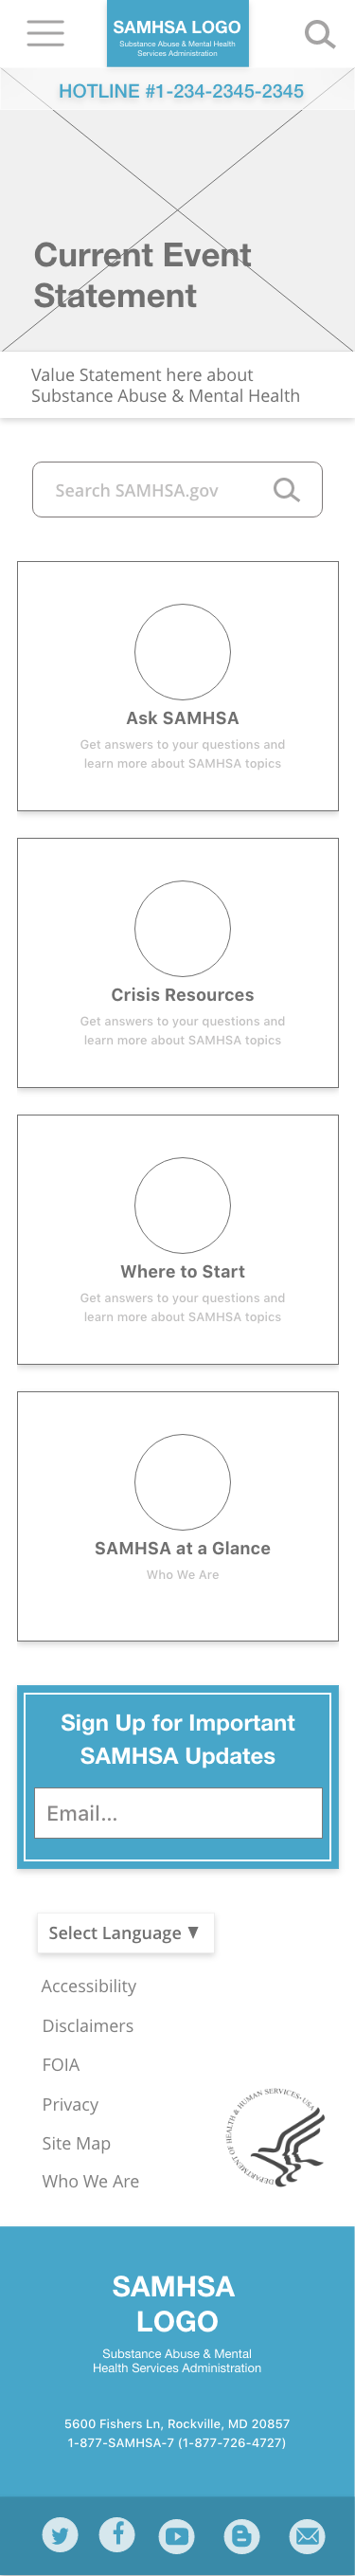 SAMHSA LOGO
Substance Abuse & Mental Health
Services Administration
HOTLINE #1-234-2345-2345
Current Event
Statement
Value Statement here about
Substance Abuse & Mental Health
Search SAMHSA.gov
Ask SAMHSA
Get answers to your questions and
learn more about SAMHSA topics
Crisis Resources
Get answers to your questions and
learn more about SAMHSA topics
Where to Start
Get answers to your questions and
learn more about SAMHSA topics
SAMHSA at a Glance
Who We Are
Sign Up for Important
SAMHSA Updates
Email...
Select Language ▼
Accessibility
Disclaimers
FOIA
Privacy
Site Map
Who We Are
DEPARTMENT OF HEALTH & HUMAN SERVICES • USA
SAMHSA
LOGO
Substance Abuse & Mental
Health Services Administration
5600 Fishers Ln, Rockville, MD 20857
1-877-SAMHSA-7 (1-877-726-4727)